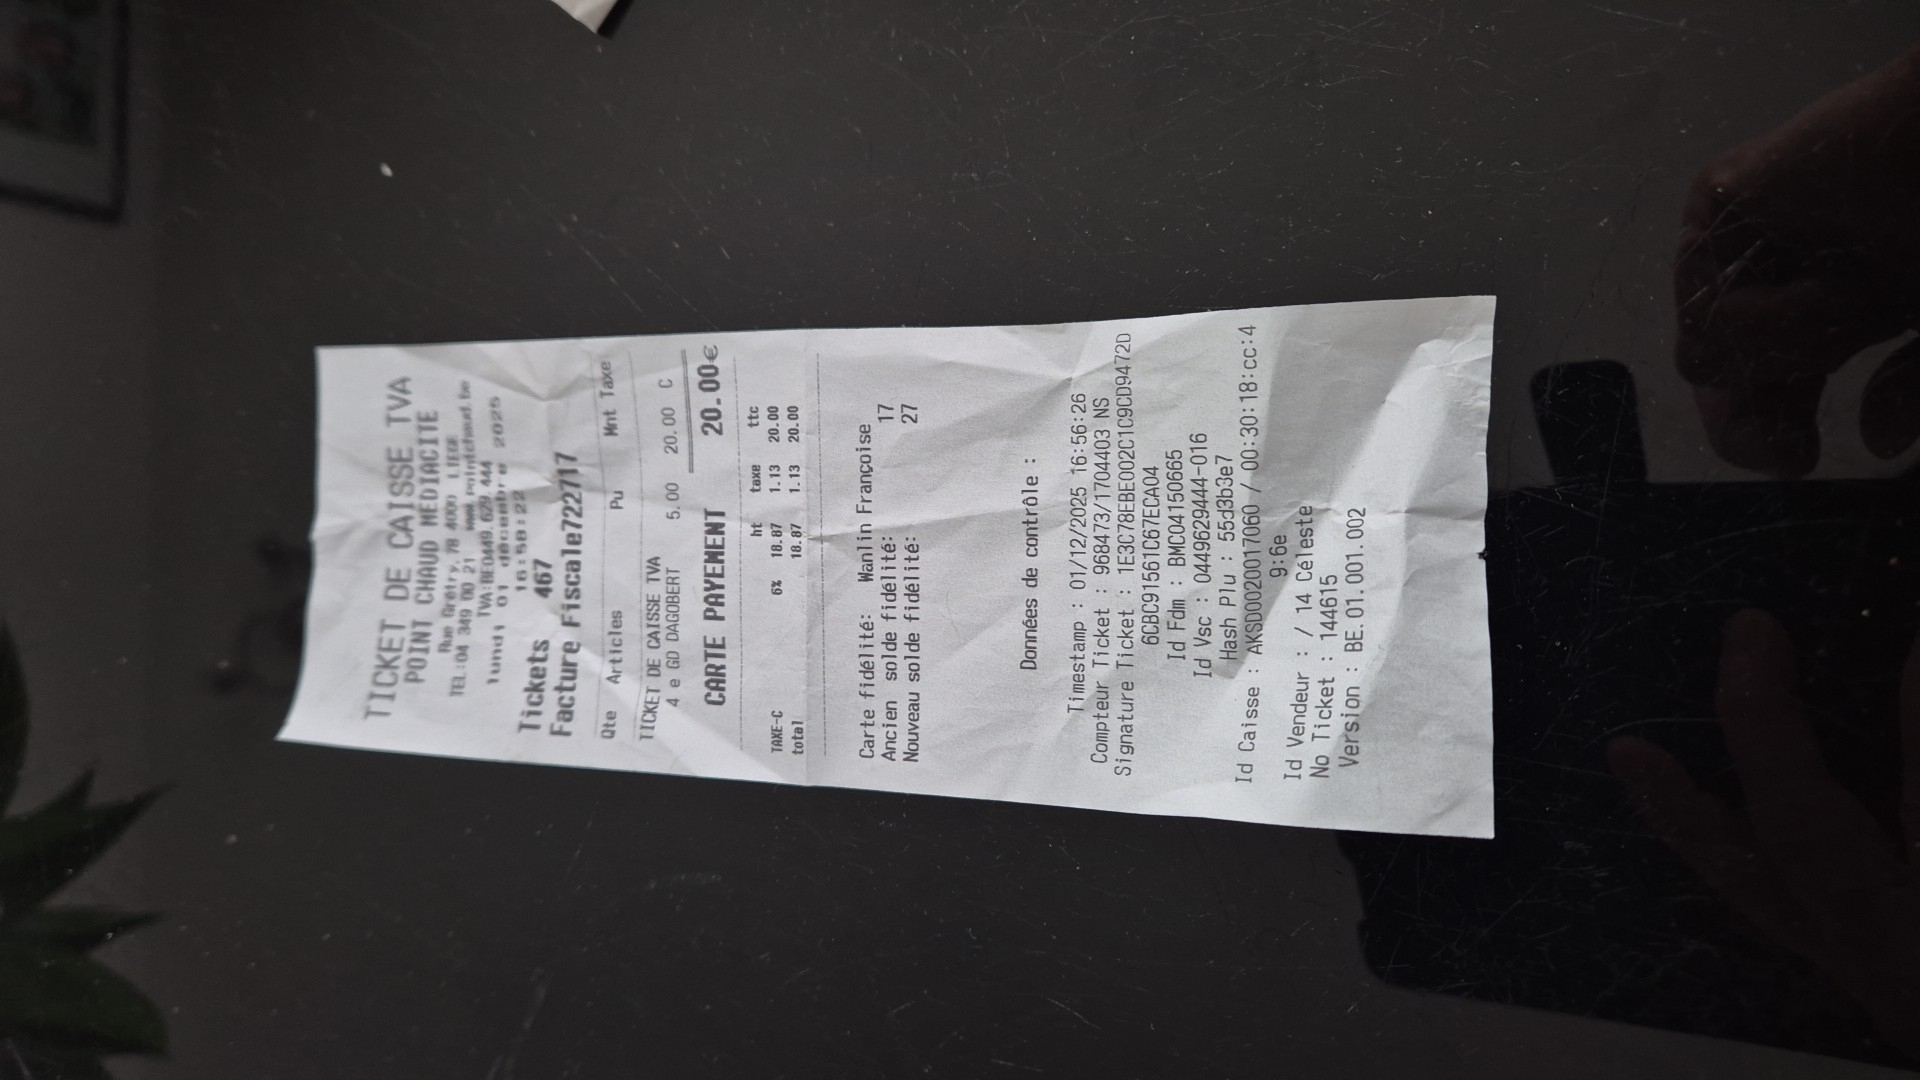 TICKET DE CAISSE TVA
POINT CHAUD MEDIACITE
Rue Grétry, 78 4000 LIEGE
TEL.:04 349 00 21 www.pointchaud.be
TVA:BE0449.629.444
lundi 01 décembre 2025
16:58:22
Tickets 467
Facture Fiscale722717
Qte Articles Pu Mnt Taxe
TICKET DE CAISSE TVA
4 e GD DAGOBERT 5.00 20.00 C
CARTE PAYEMENT 20.00€
ht taxe ttc
TAXE-C 6% 18.87 1.13 20.00
total 18.87 1.13 20.00
Carte fidélité: Wanlin Françoise
Ancien solde fidélité: 17
Nouveau solde fidélité: 27
Données de contrôle :
Timestamp : 01/12/2025 16:56:26
Compteur Ticket : 968473/1704403 NS
Signature Ticket : 1E3C78EBE002C1C9CD9472D
6CBC91561C67ECA04
Id Fdm : BMC04150665
Id Vsc : 0449629444-016
Hash Plu : 55d3b3e7
Id Caisse : AKSD0020017060 / 00:30:18:cc:4
9:6e
Id Vendeur : / 14 Céleste
No Ticket : 144615
Version : BE.01.001.002